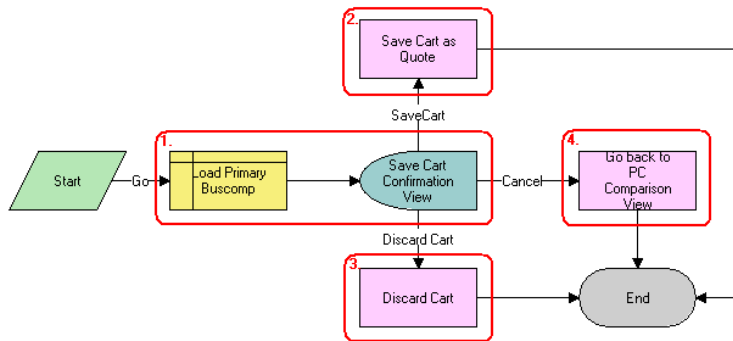 2.
Save Cart as
Quote
SaveCart
1.
Start
Go
Load Primary
Buscomp
Save Cart
Confirmation
View
Cancel
4.
Go back to
PC
Comparison
View
Discard Cart
3.
Discard Cart
End